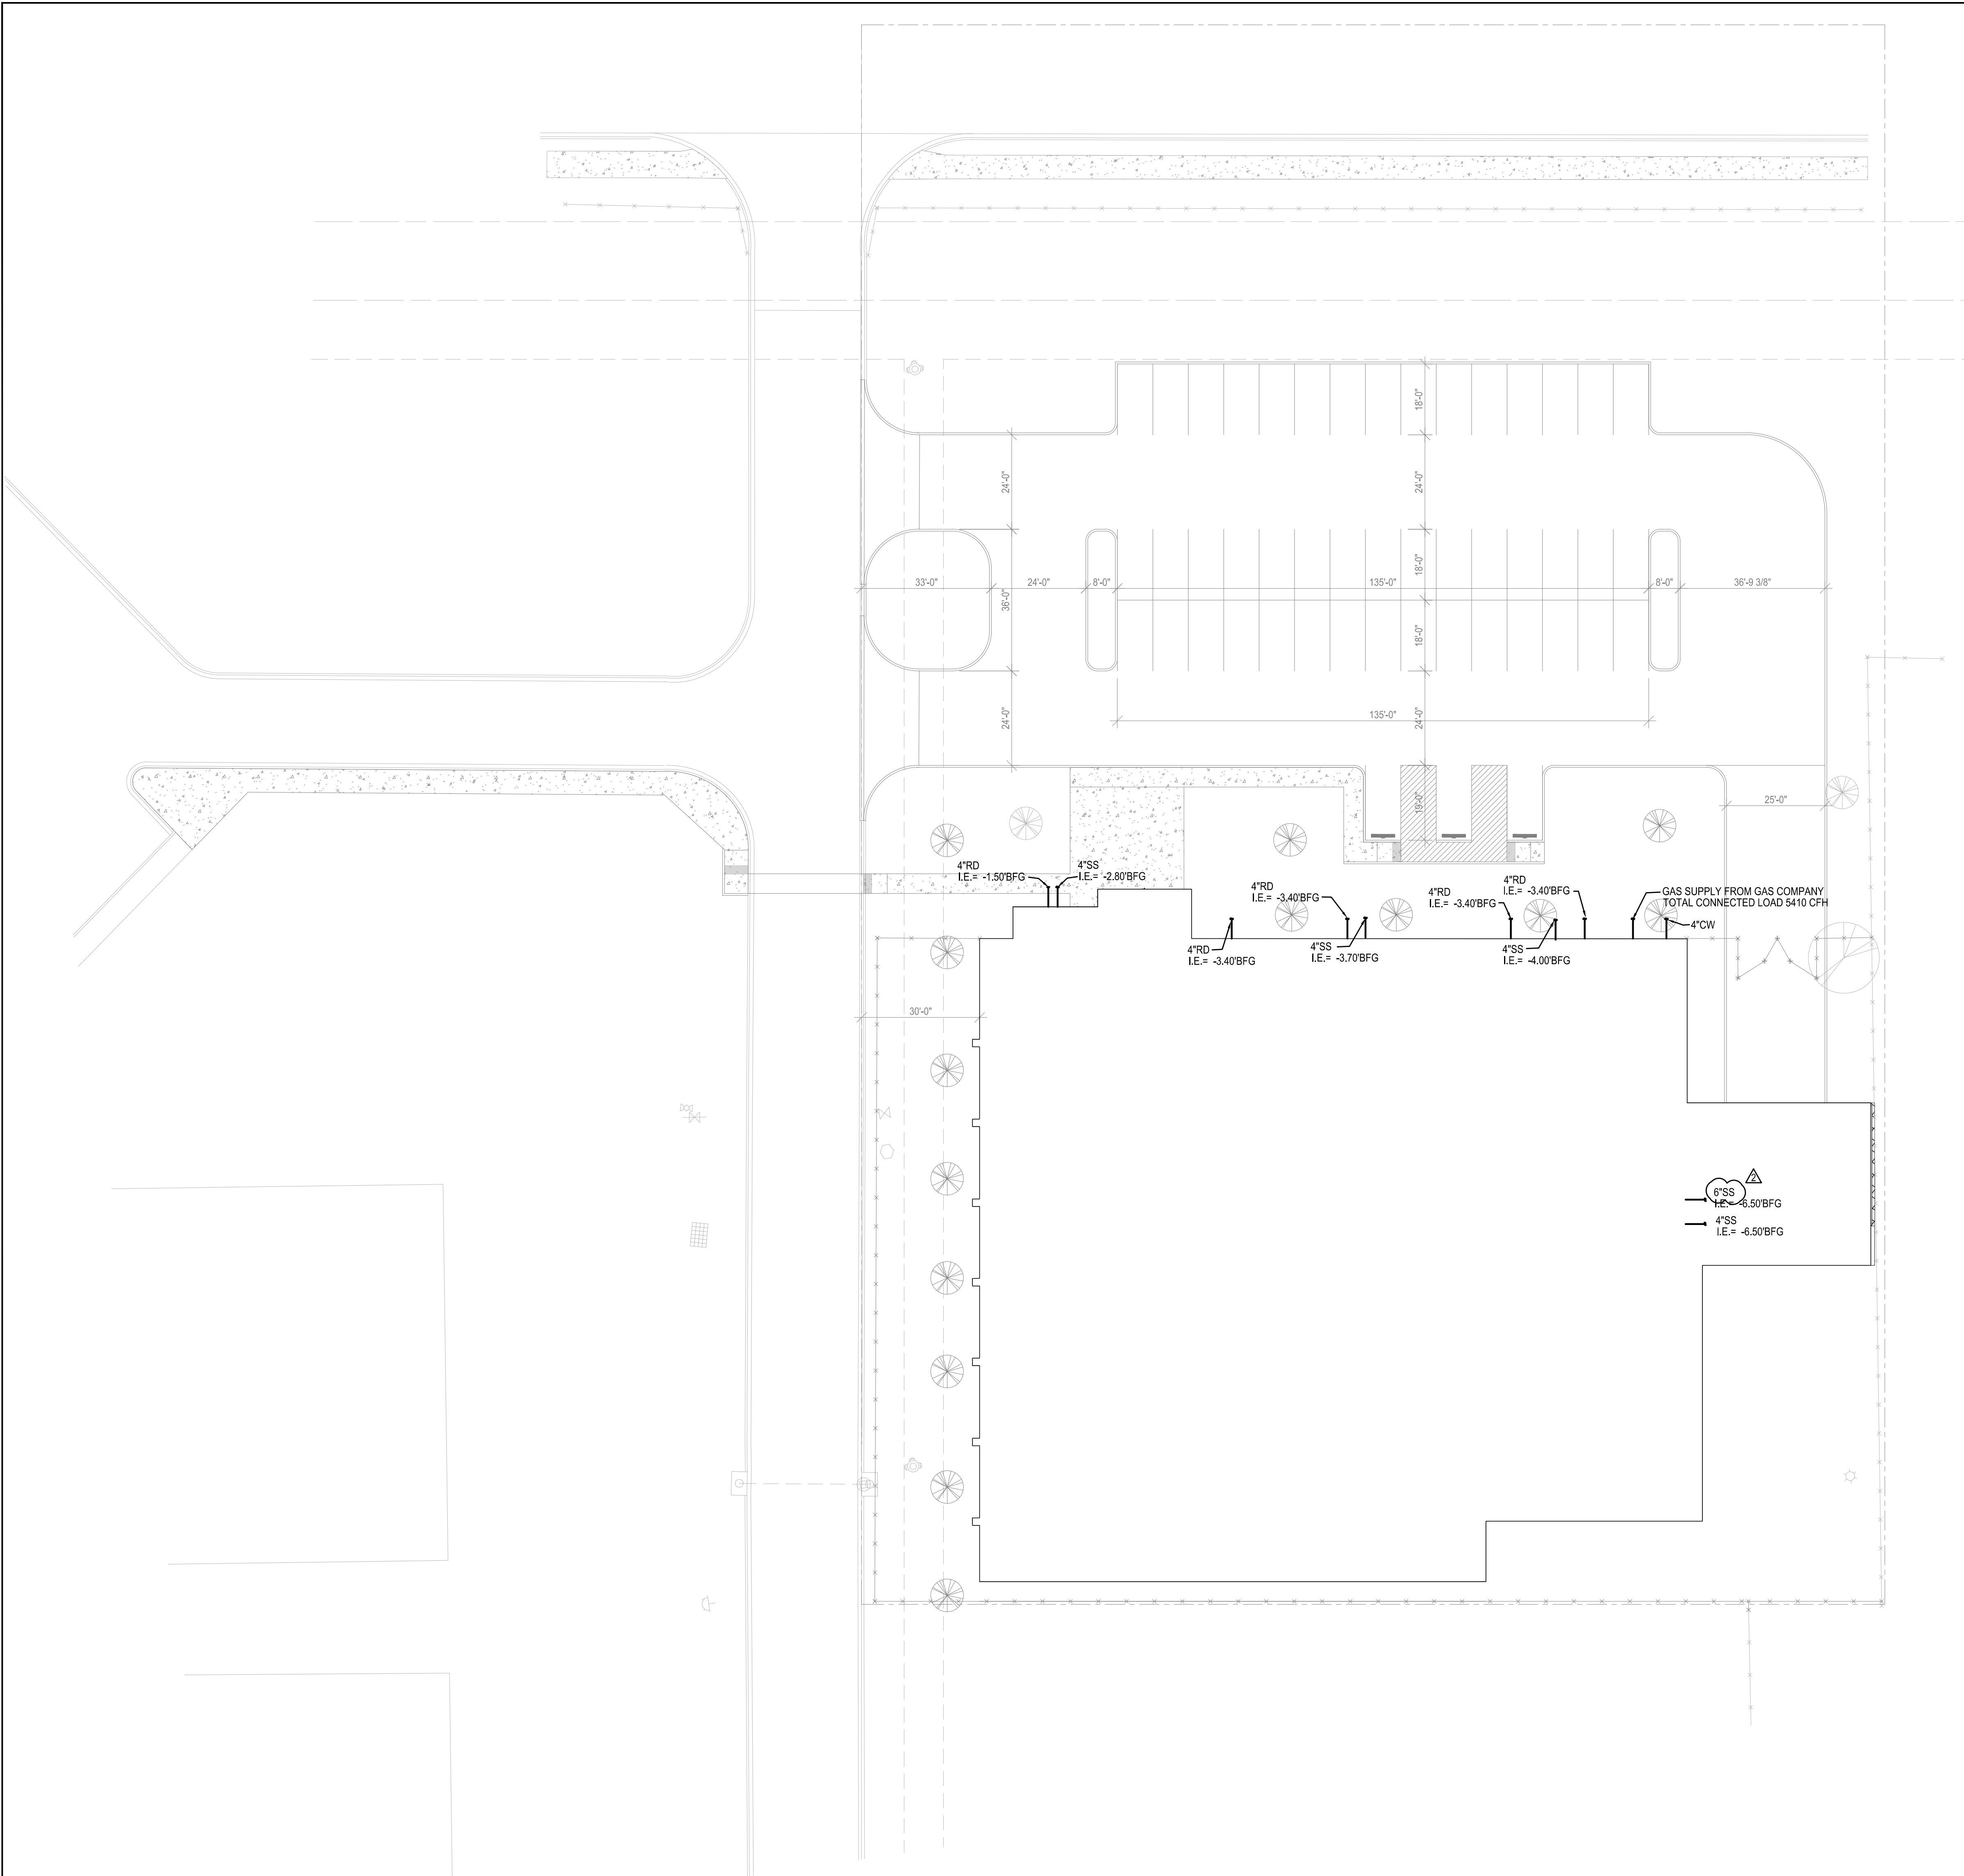 18'-0"
24'-0"
24'-0"
33'-0"
24'-0"
8'-0"
18'-0"
135'-0"
8'-0"
36'-9 3/8"
36'-0"
18'-0"
135'-0"
24'-0"
24'-0"
19'-0"
25'-0"
4"RD
I.E.= -1.50'BFG
4"SS
I.E.= -2.80'BFG
4"RD
I.E.= -3.40'BFG
4"RD
I.E.= -3.40'BFG
4"RD
I.E.= -3.40'BFG
GAS SUPPLY FROM GAS COMPANY
TOTAL CONNECTED LOAD 5410 CFH
4"CW
4"RD
I.E.= -3.40'BFG
4"SS
I.E.= -3.70'BFG
4"SS
I.E.= -4.00'BFG
30'-0"
2
6"SS
I.E.= -6.50'BFG
4"SS
I.E.= -6.50'BFG